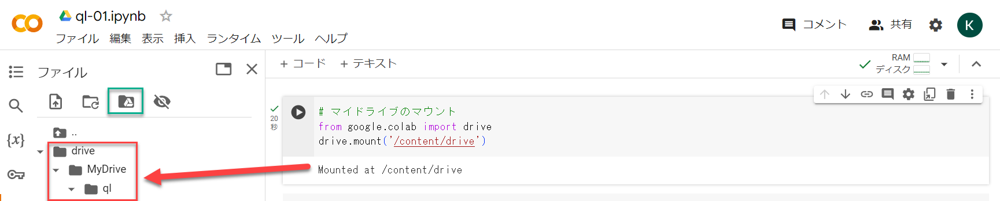 ql-01.ipynb
ファイル 編集 表示 挿入 ランタイム ツール ヘルプ
コメント 共有 K
ファイル
..
drive
MyDrive
ql
+ コード + テキスト
RAM
ディスク
20
秒
# マイドライブのマウント
from google.colab import drive
drive.mount('/content/drive')
Mounted at /content/drive
{x}